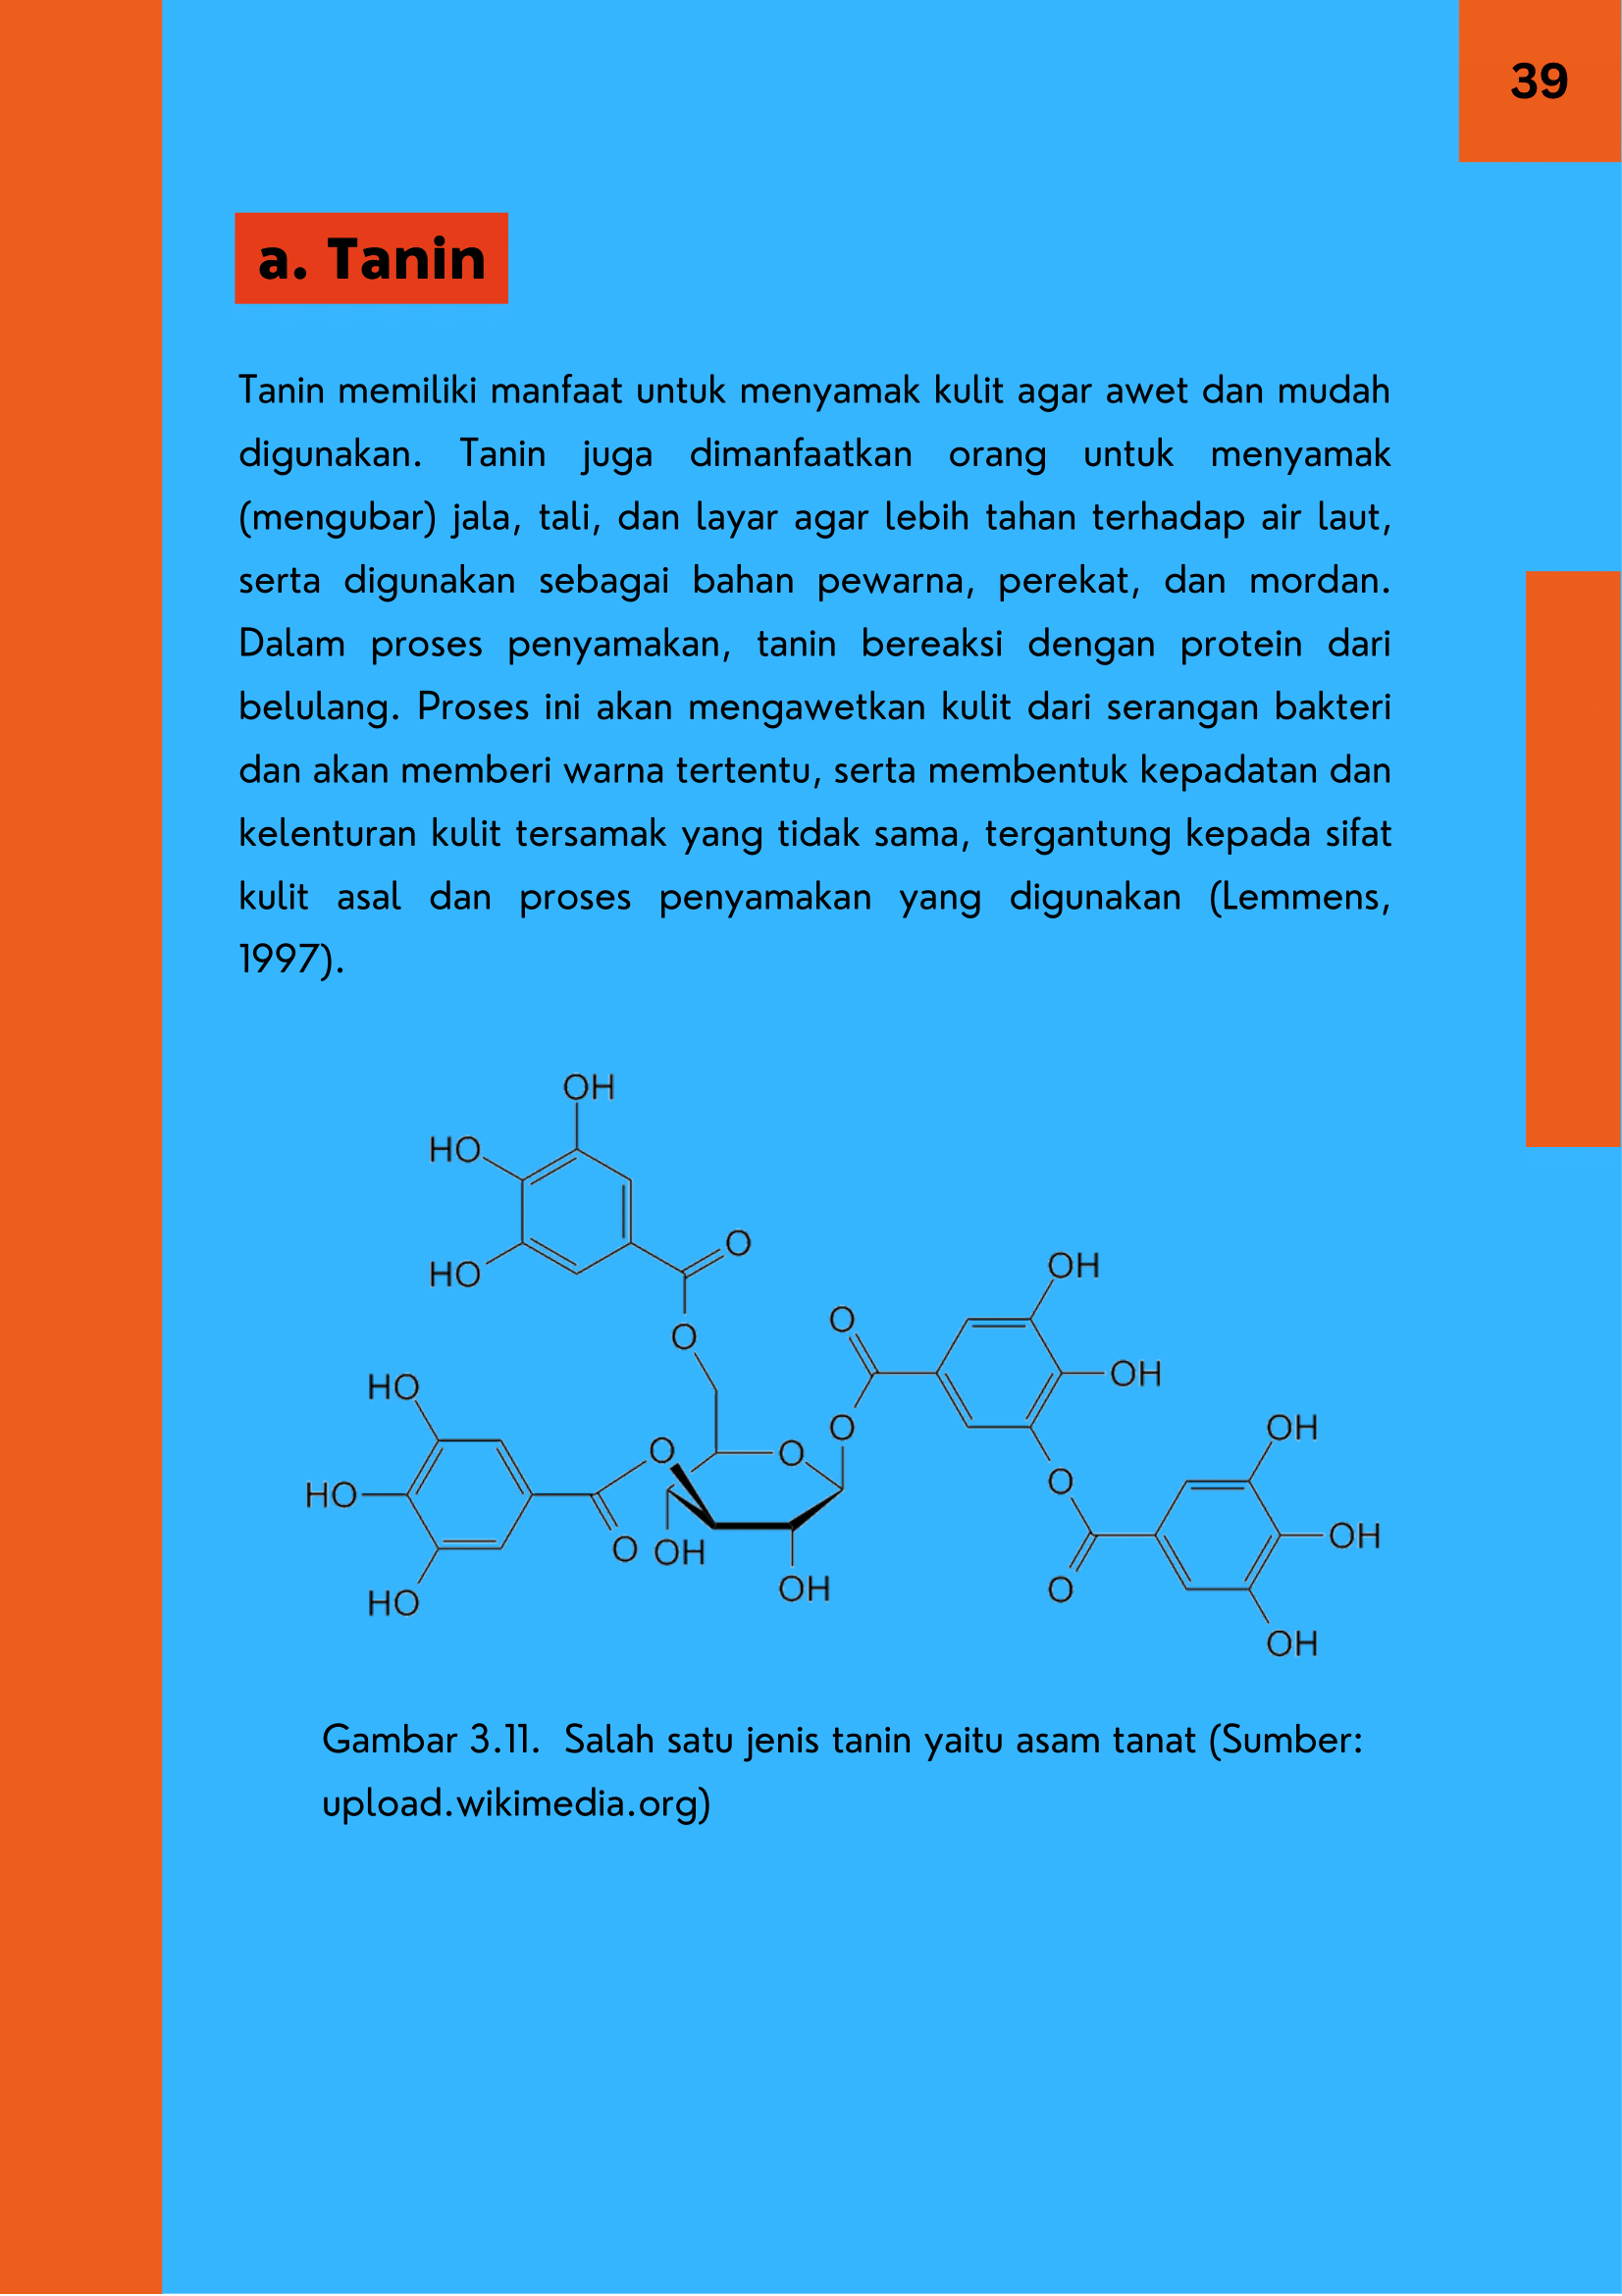 39
a. Tanin
Tanin memiliki manfaat untuk menyamak kulit agar awet dan mudah
digunakan. Tanin juga dimanfaatkan orang untuk menyamak
(mengubar) jala, tali, dan layar agar lebih tahan terhadap air laut,
serta digunakan sebagai bahan pewarna, perekat, dan mordan.
Dalam proses penyamakan, tanin bereaksi dengan protein dari
belulang. Proses ini akan mengawetkan kulit dari serangan bakteri
dan akan memberi warna tertentu, serta membentuk kepadatan dan
kelenturan kulit tersamak yang tidak sama, tergantung kepada sifat
kulit asal dan proses penyamakan yang digunakan (Lemmens,
1997).
OH
HO
O
HO
OH
O
O
HO
OH
O
OH
O
O
HO
O
O
OH
OH
O
OH
HO
O
OH
Gambar 3.11. Salah satu jenis tanin yaitu asam tanat (Sumber:
upload.wikimedia.org)